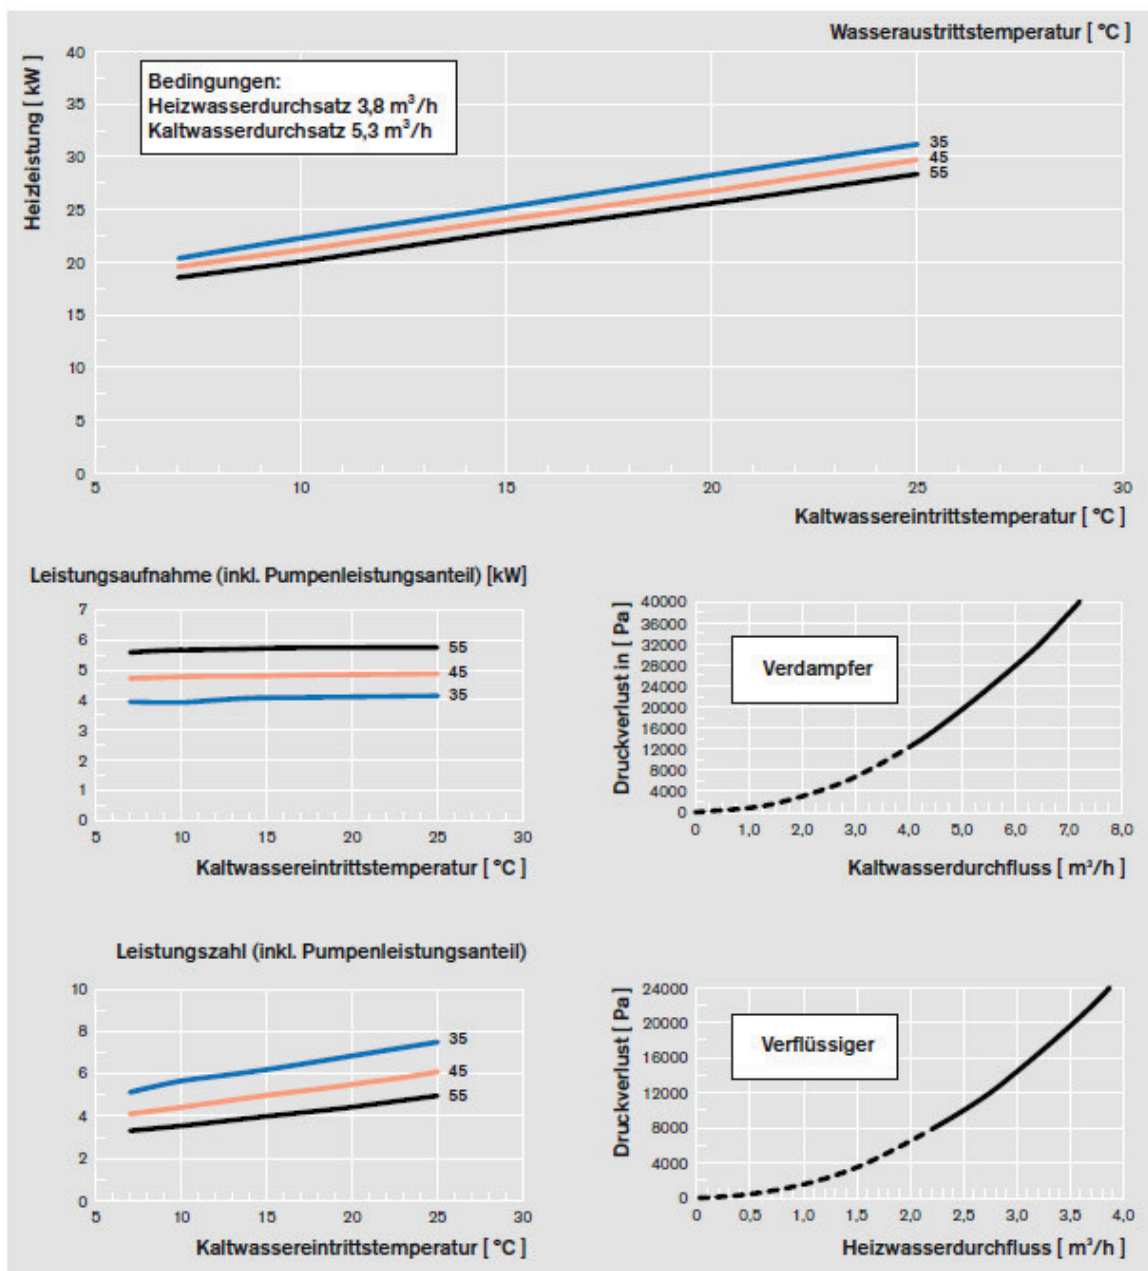 Wasseraustrittstemperatur [ °C ]
Heizleistung [ kW ]
Bedingungen:
Heizwasserdurchsatz 3,8 m³/h
Kaltwasserdurchsatz 5,3 m³/h
40
35
30
25
20
15
10
5
0
35
45
55
5 10 15 20 25 30
Kaltwassereintrittstemperatur [ °C ]
Leistungsaufnahme (inkl. Pumpenleistungsanteil) [kW]
7
6
5
4
3
2
1
0
55
45
35
5 10 15 20 25 30
Kaltwassereintrittstemperatur [ °C ]
Druckverlust in [ Pa ]
40000
36000
32000
28000
24000
20000
16000
12000
8000
4000
0
Verdampfer
0 1,0 2,0 3,0 4,0 5,0 6,0 7,0 8,0
Kaltwasserdurchfluss [ m³/h ]
Leistungszahl (inkl. Pumpenleistungsanteil)
10
8
6
4
2
0
35
45
55
5 10 15 20 25 30
Kaltwassereintrittstemperatur [ °C ]
Druckverlust [ Pa ]
24000
20000
16000
12000
8000
4000
0
Verflüssiger
0 0,5 1,0 1,5 2,0 2,5 3,0 3,5 4,0
Heizwasserdurchfluss [ m³/h ]